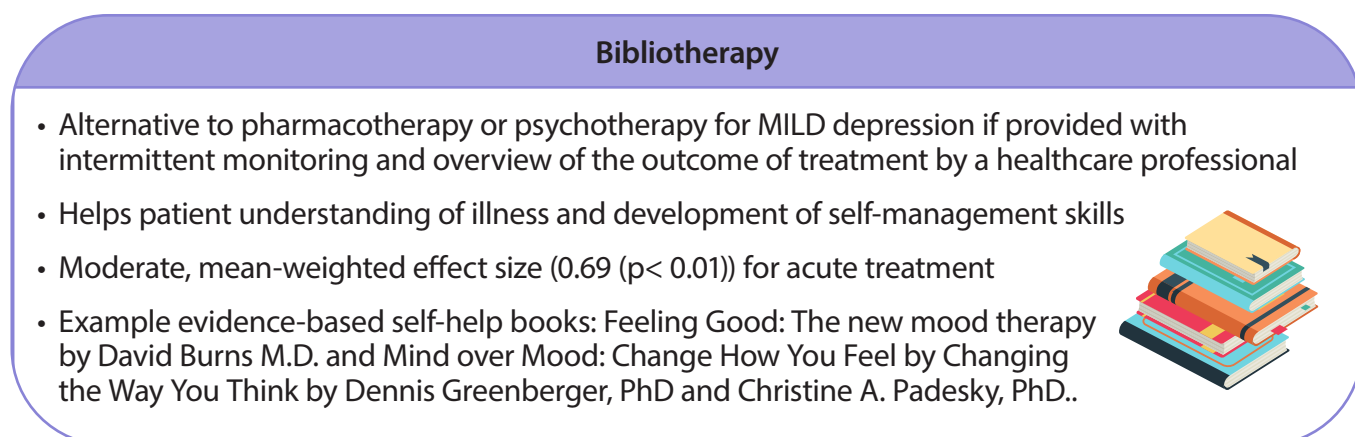 Bibliotherapy
• Alternative to pharmacotherapy or psychotherapy for MILD depression if provided with
intermittent monitoring and overview of the outcome of treatment by a healthcare professional
• Helps patient understanding of illness and development of self-management skills
• Moderate, mean-weighted effect size (0.69 (p< 0.01)) for acute treatment
• Example evidence-based self-help books: Feeling Good: The new mood therapy
by David Burns M.D. and Mind over Mood: Change How You Feel by Changing
the Way You Think by Dennis Greenberger, PhD and Christine A. Padesky, PhD..